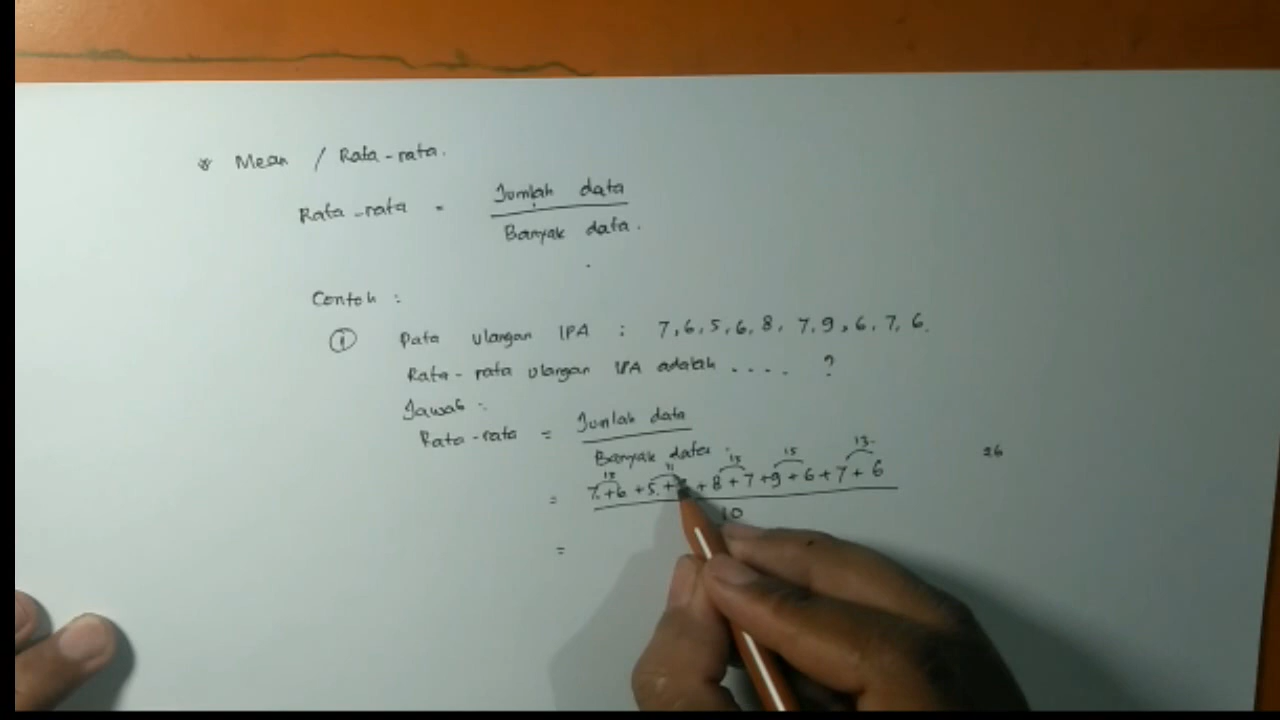 * Mean / Rata-rata.
Rata-rata = Jumlah data
Banyak data.
Contoh :
① Data ulangan IPA : 7, 6, 5, 6, 8, 7, 9, 6, 7, 6.
Rata-rata ulangan IPA adalah .... ?
Jawab :
Rata-rata = Jumlah data
Banyak data
13 11 15 15 13 26
= 7 + 6 + 5 + + 8 + 7 + 9 + 6 + 7 + 6
10
=